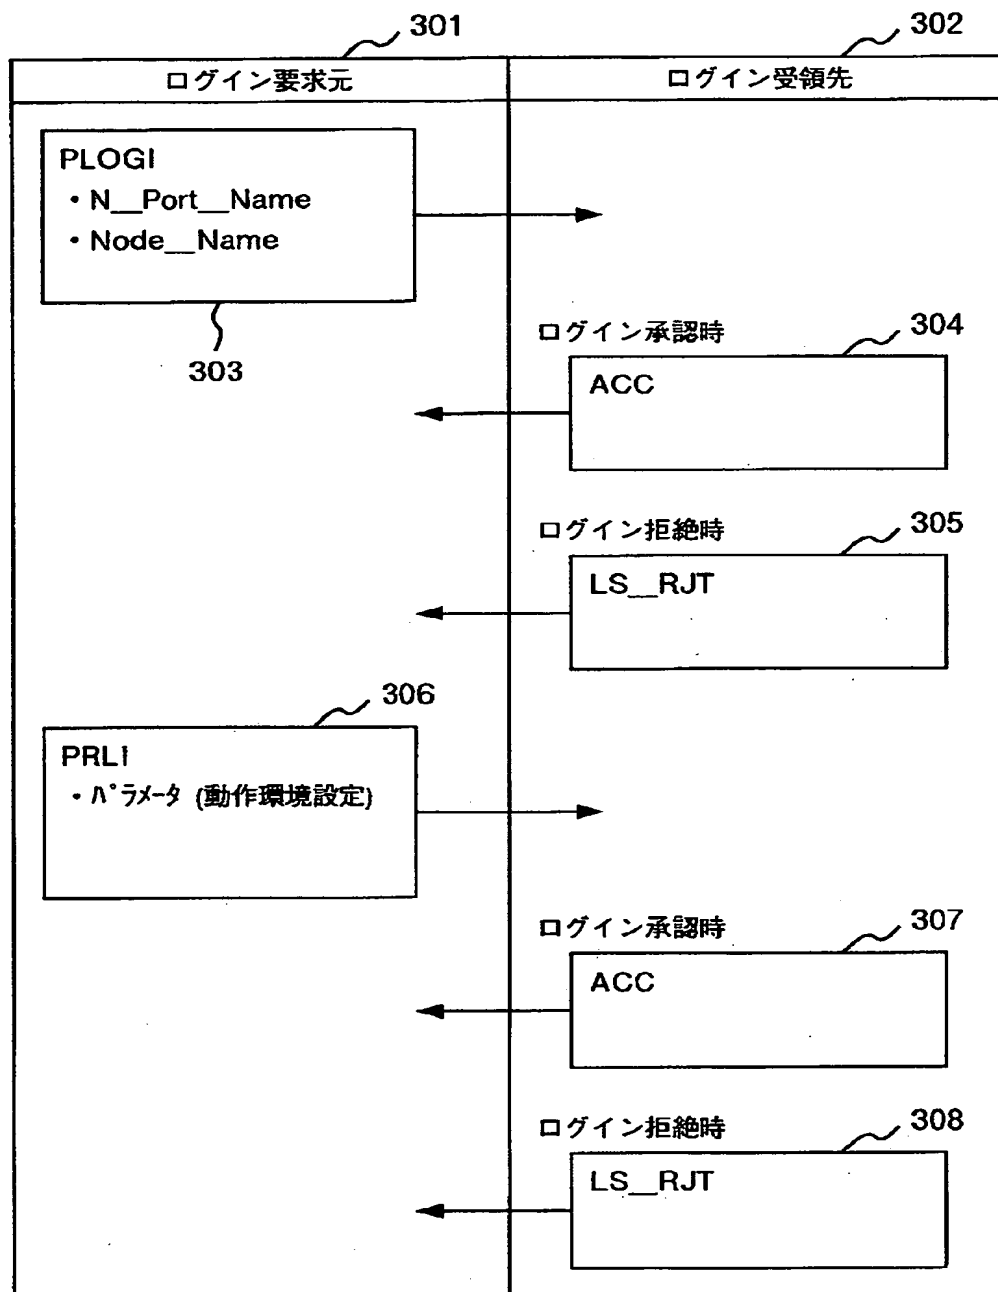 301
302
ログイン要求元
ログイン受領先
PLOGI
・N__Port__Name
・Node__Name
303
ログイン承認時
304
ACC
ログイン拒絶時
305
LS__RJT
306
PRLI
・パラメータ (動作環境設定)
ログイン承認時
307
ACC
ログイン拒絶時
308
LS__RJT